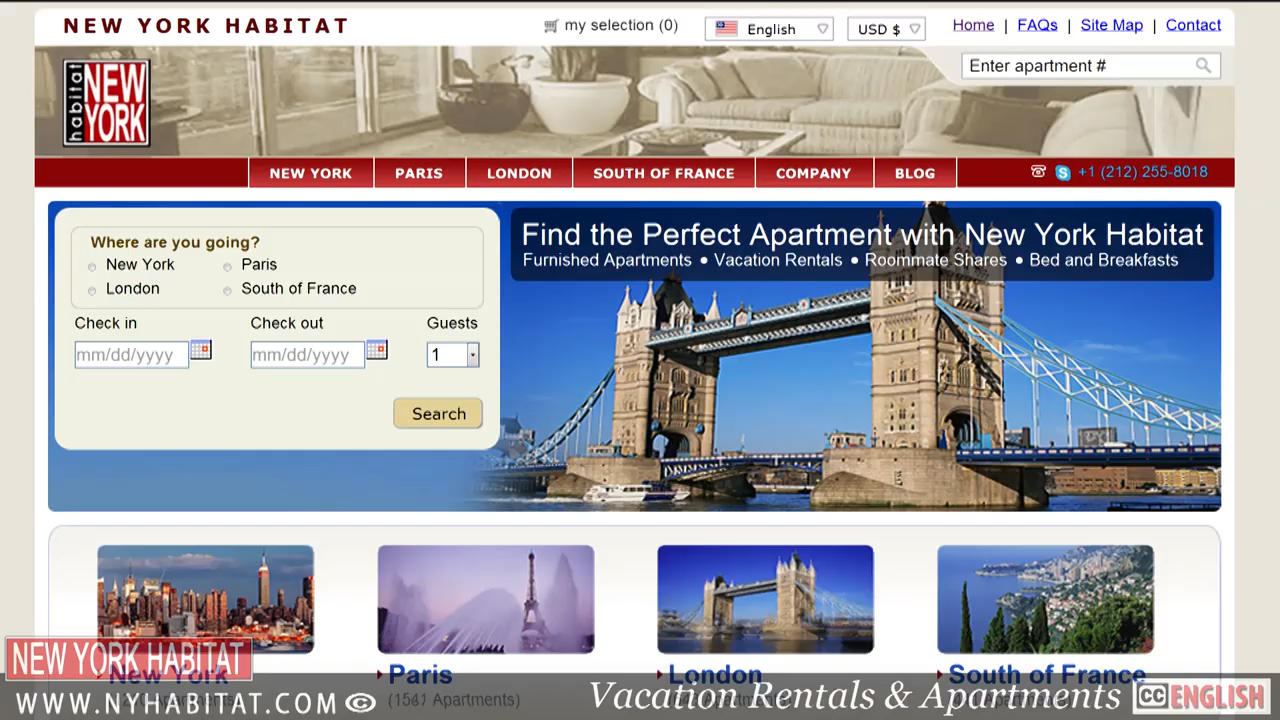 NEW YORK HABITAT
my selection (0)
English
USD $
Home | FAQs | Site Map | Contact
Enter apartment #
habitat
NEW
YORK
NEW YORK
PARIS
LONDON
SOUTH OF FRANCE
COMPANY
BLOG
+1 (212) 255-8018
Where are you going?
New York
Paris
London
South of France
Check in
Check out
Guests
mm/dd/yyyy
mm/dd/yyyy
1
Search
Find the Perfect Apartment with New York Habitat
Furnished Apartments • Vacation Rentals • Roommate Shares • Bed and Breakfasts
New York
Paris
London
South of France
(1541 Apartments)
NEW YORK HABITAT
WWW.NYHABITAT.COM ©
Vacation Rentals & Apartments
CC ENGLISH